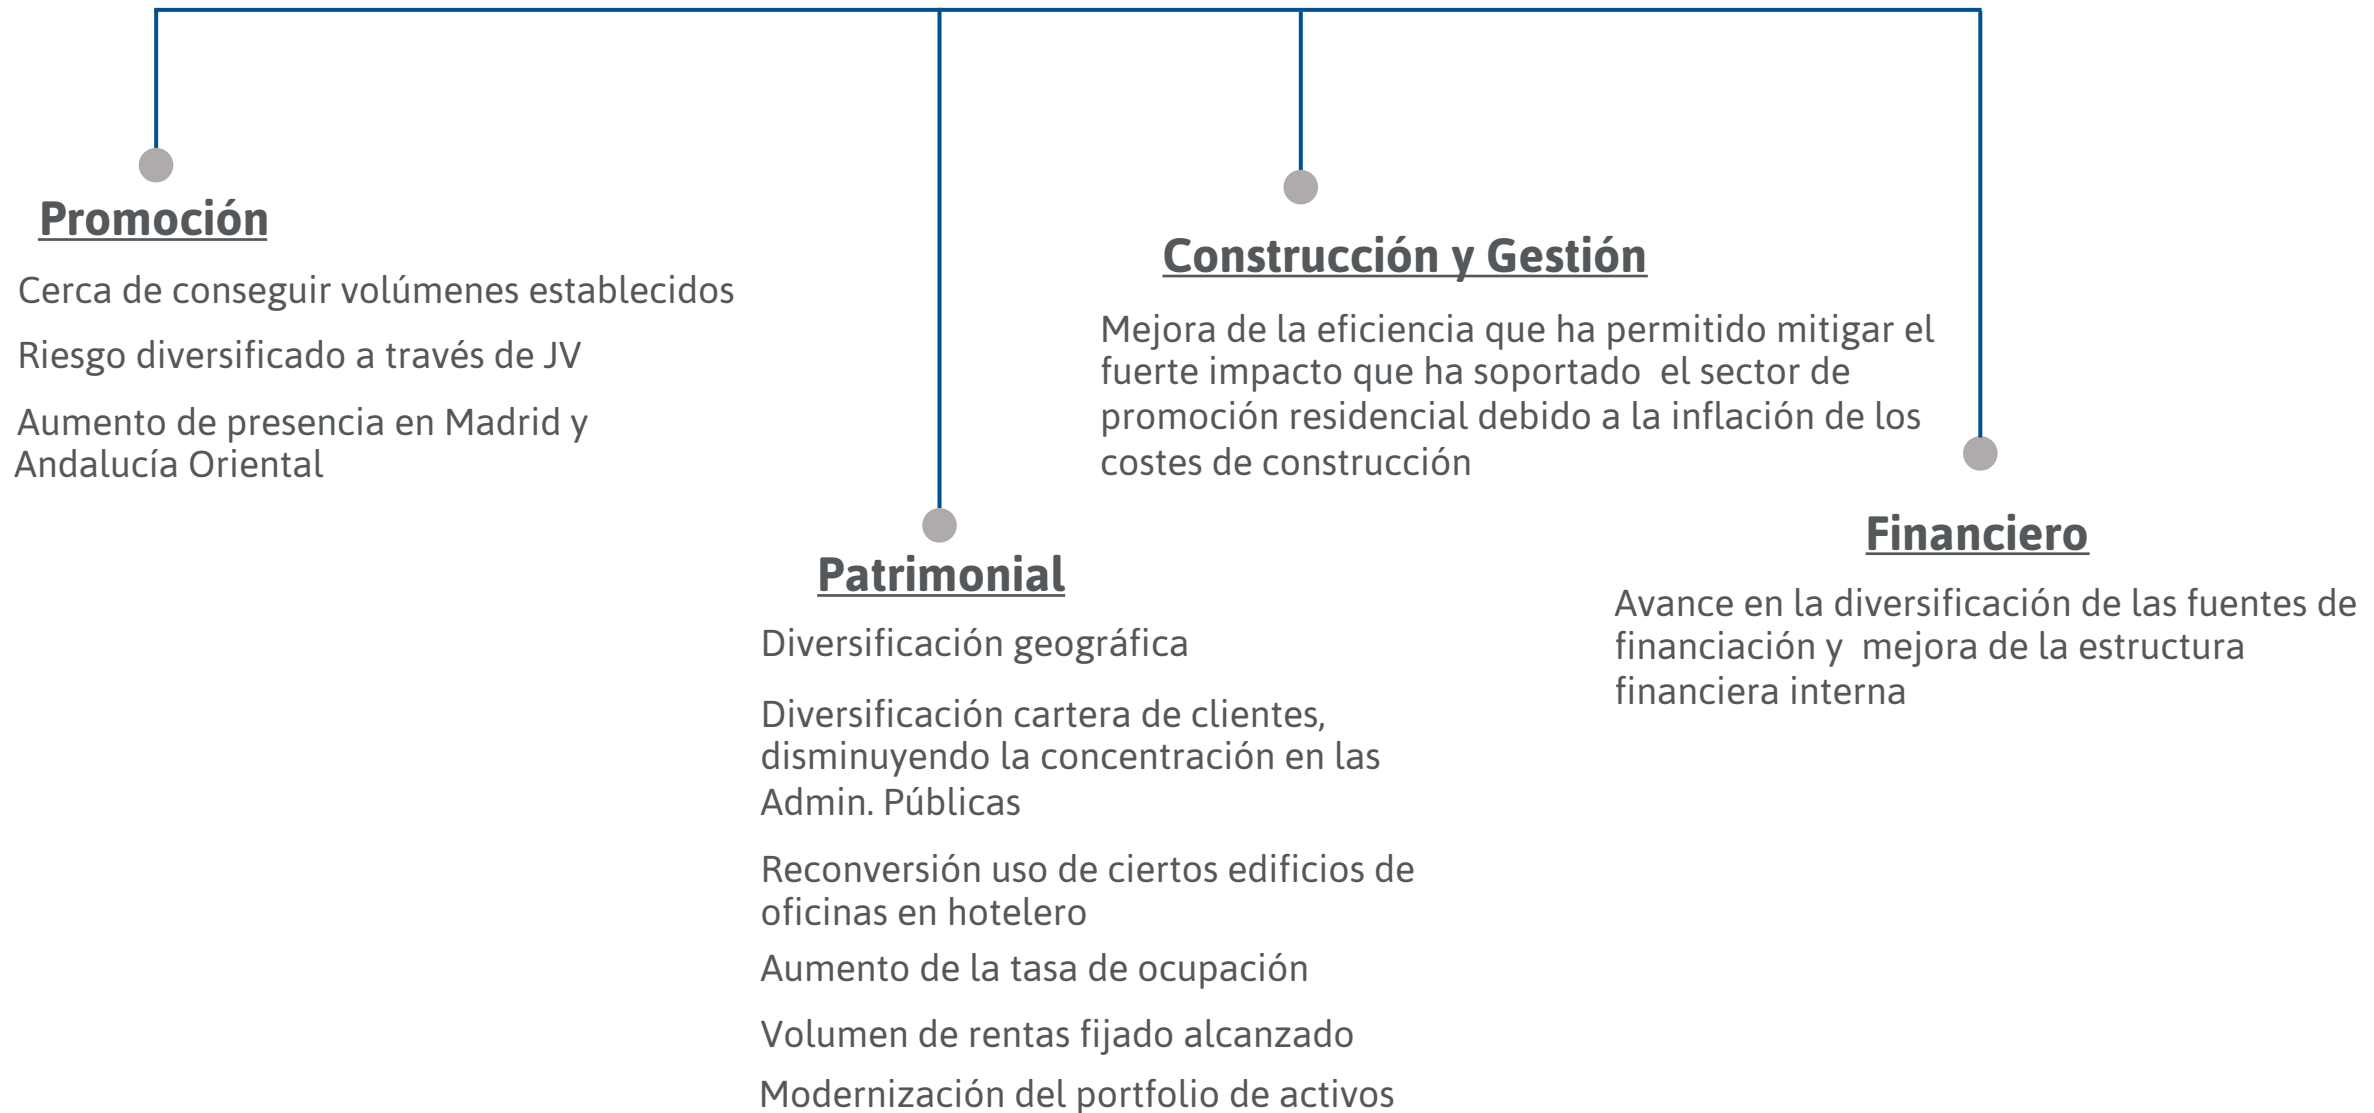 Promoción
Cerca de conseguir volúmenes establecidos
Riesgo diversificado a través de JV
Aumento de presencia en Madrid y
Andalucía Oriental
Patrimonial
Diversificación geográfica
Diversificación cartera de clientes,
disminuyendo la concentración en las
Admin. Públicas
Reconversión uso de ciertos edificios de
oficinas en hotelero
Aumento de la tasa de ocupación
Volumen de rentas fijado alcanzado
Modernización del portfolio de activos
Construcción y Gestión
Mejora de la eficiencia que ha permitido mitigar el
fuerte impacto que ha soportado  el sector de
promoción residencial debido a la inflación de los
costes de construcción
Financiero
Avance en la diversificación de las fuentes de
financiación y  mejora de la estructura
financiera interna